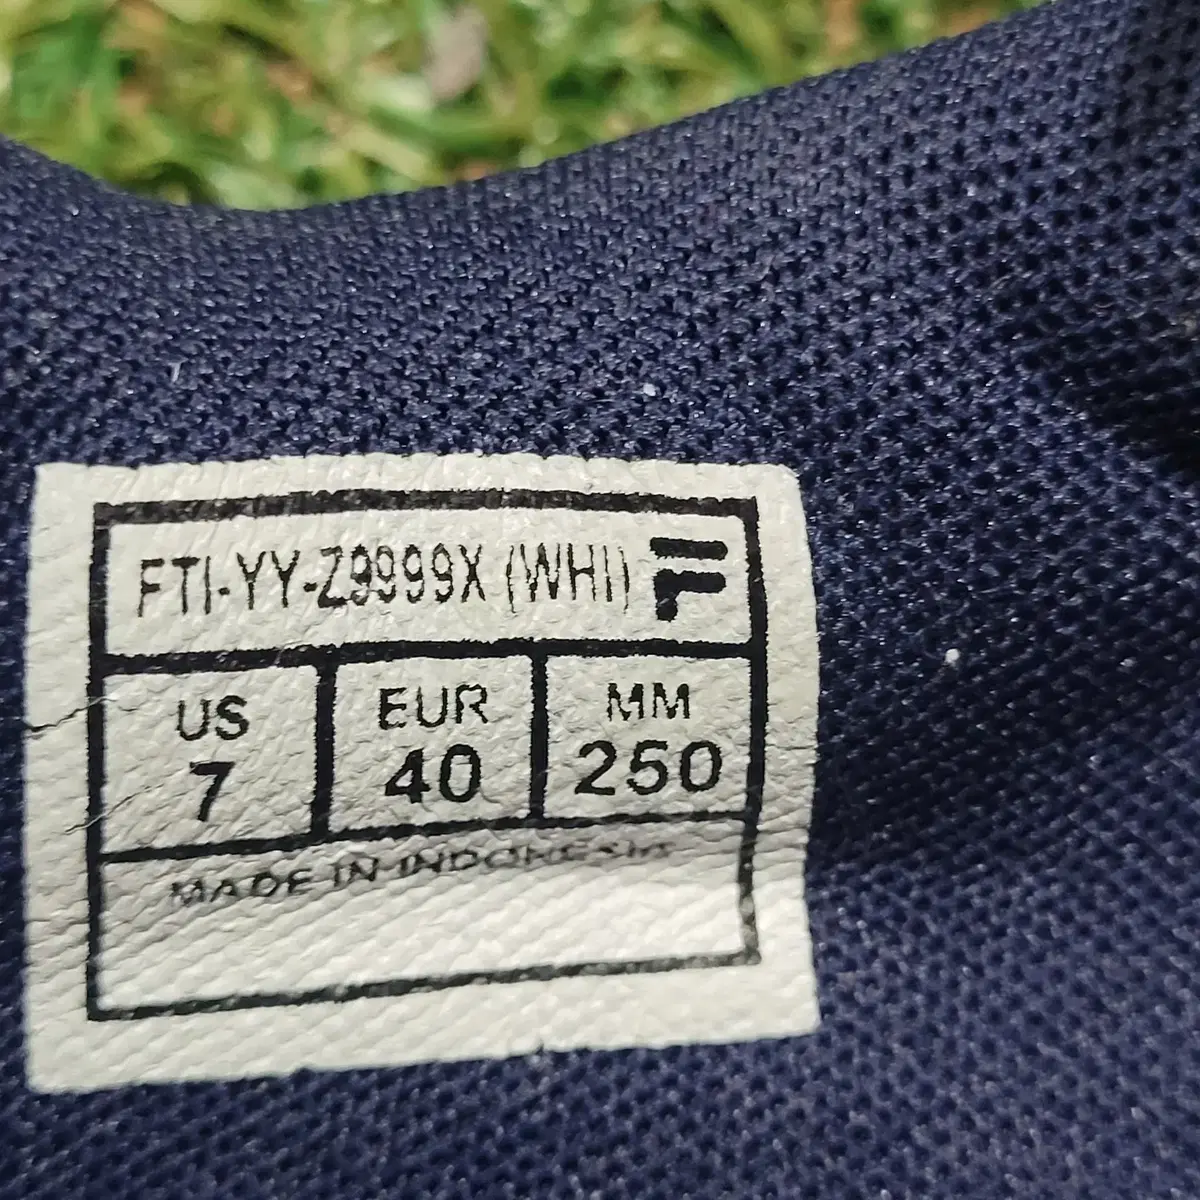 FTI-YY-Z9999X (WHI) F
US EUR MM
7 40 250
MADE IN INDONESIA